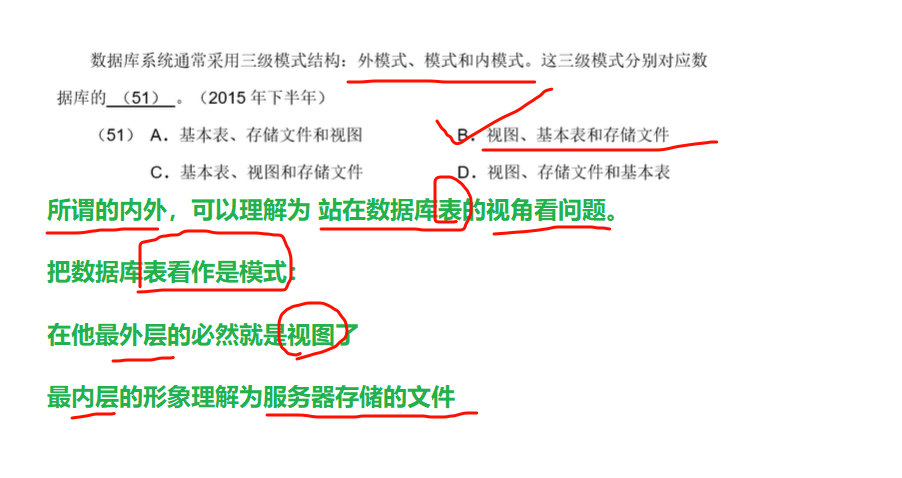 数据库系统通常采用三级模式结构：外模式、模式和内模式。这三级模式分别对应数
据库的 （51） 。（2015 年下半年）
（51） A．基本表、存储文件和视图 B．视图、基本表和存储文件
C．基本表、视图和存储文件 D．视图、存储文件和基本表
所谓的内外，可以理解为 站在数据库表的视角看问题。
把数据库表看作是模式：
在他最外层的必然就是视图了
最内层的形象理解为服务器存储的文件